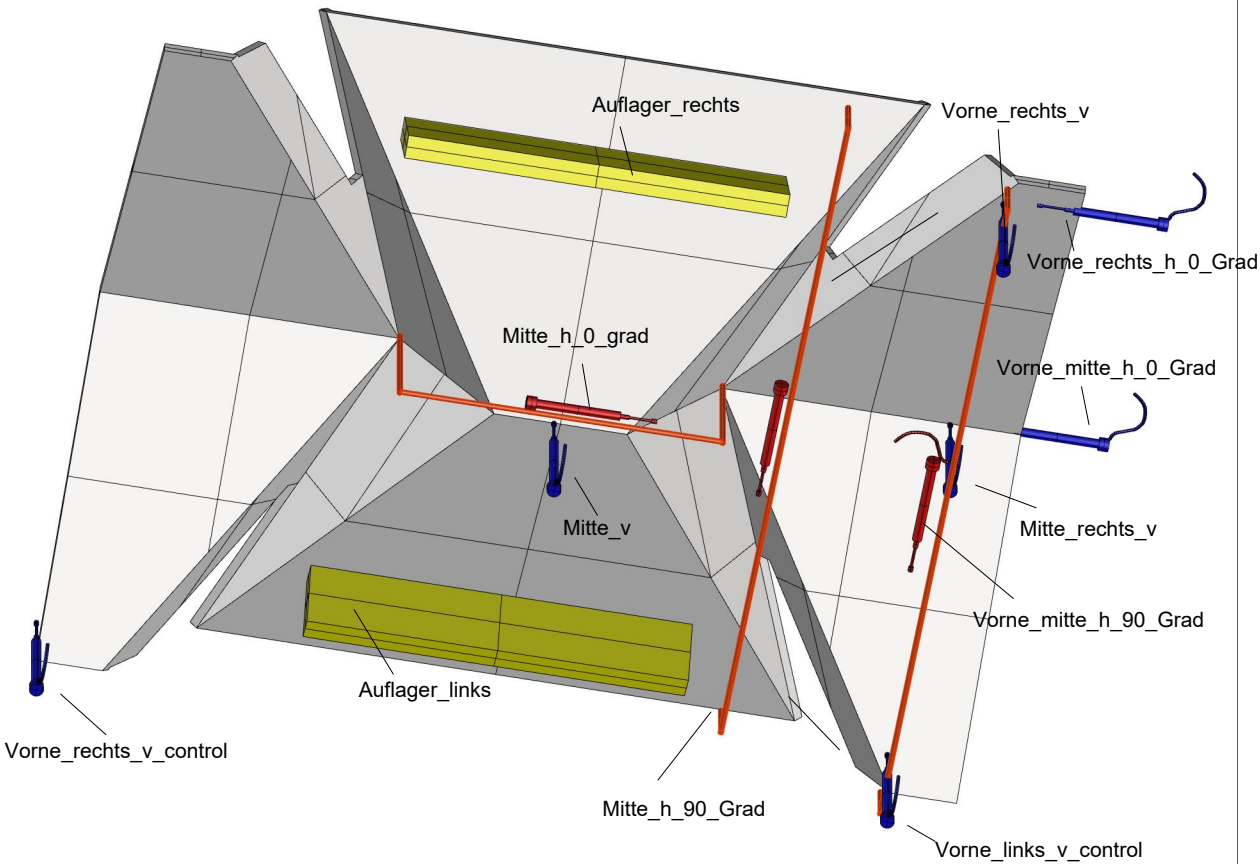 Auflager_rechts
Vorne_rechts_v
Vorne_rechts_h_0_Grad
Mitte_h_0_grad
Vorne_mitte_h_0_Grad
Mitte_v
Mitte_rechts_v
Vorne_mitte_h_90_Grad
Auflager_links
Vorne_rechts_v_control
Mitte_h_90_Grad
Vorne_links_v_control